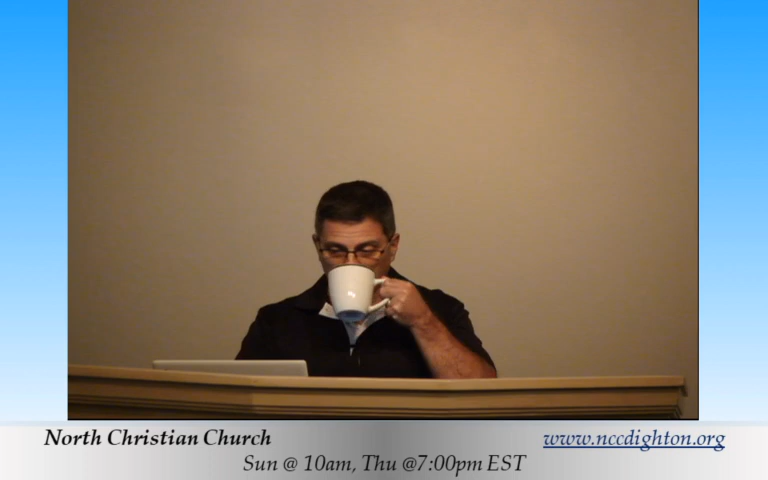 North Christian Church
www.nccdighton.org
Sun @ 10am, Thu @7:00pm EST